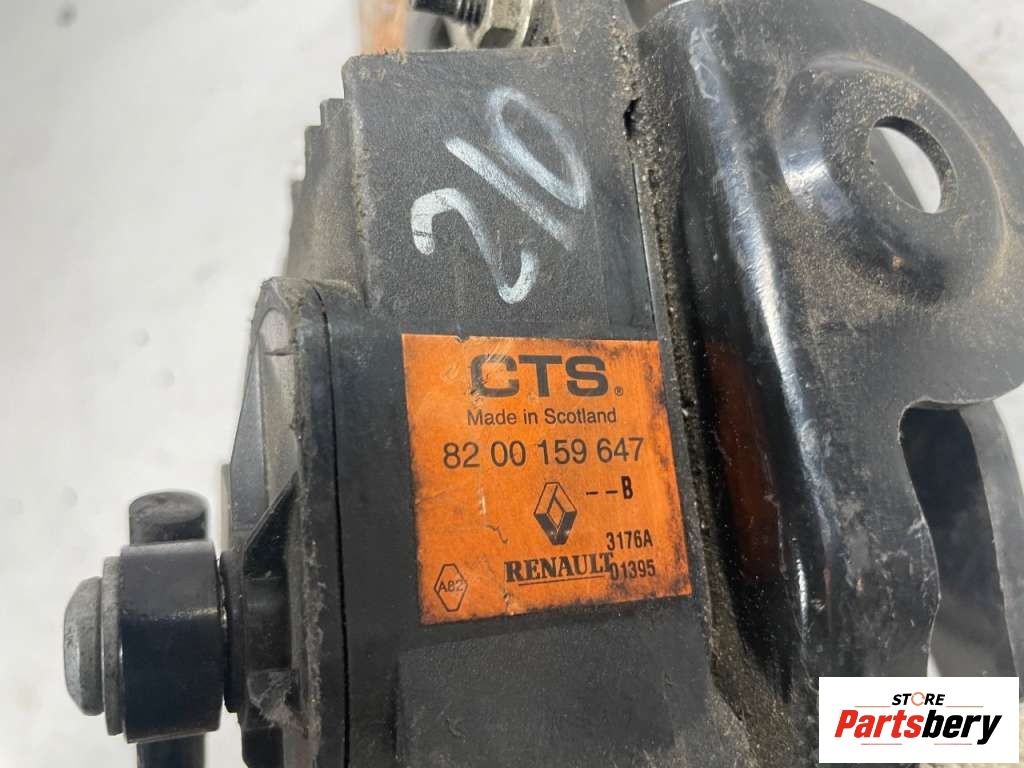 210
CTS®
Made in Scotland
82 00 159 647
--B
3176A
RENAULT 01395
A82
STORE
Partsbery